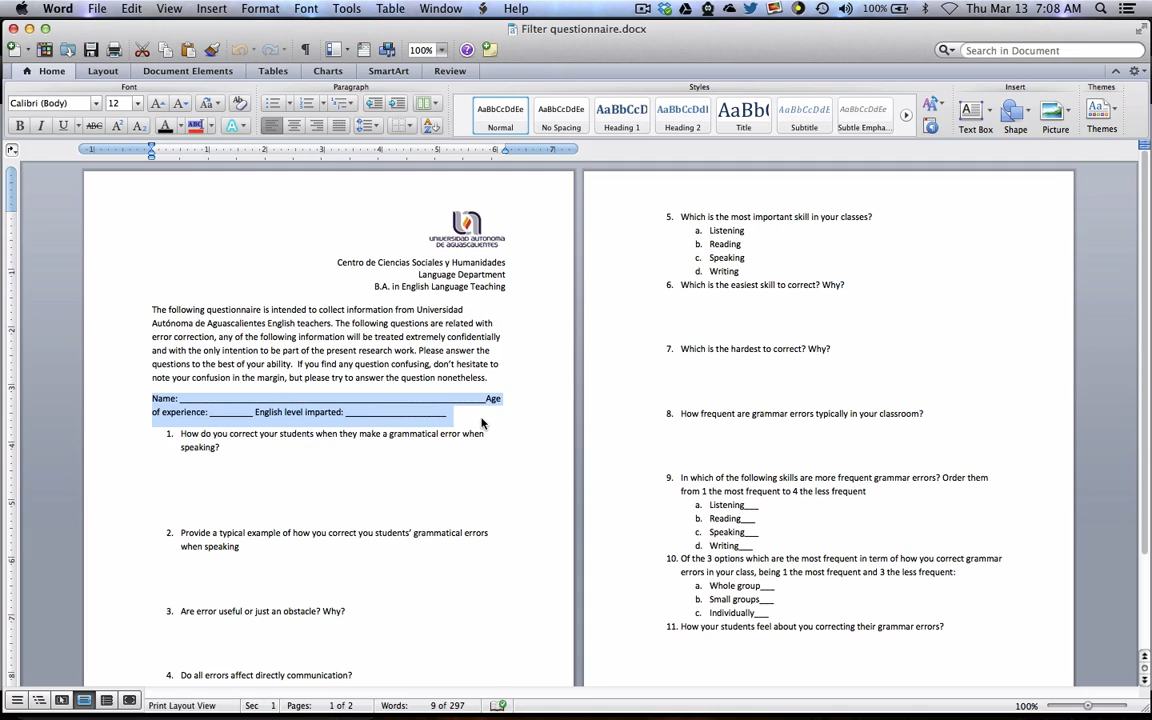 Word File Edit View Insert Format Font Tools Table Window Help 100% Thu Mar 13 7:08 AM
Filter questionnaire.docx
100% Search in Document
Home Layout Document Elements Tables Charts SmartArt Review
Font Paragraph Styles Insert Themes
Calibri (Body) 12
AaBbCcDdEe AaBbCcDdEe AaBbCcD AaBbCcDdI AaBb( AaBbCcDdE AaBbCcDdEe
Normal No Spacing Heading 1 Heading 2 Title Subtitle Subtle Empha... Text Box Shape Picture Themes
UNIVERSIDAD AUTONOMA
DE AGUASCALIENTES
Centro de Ciencias Sociales y Humanidades
Language Department
B.A. in English Language Teaching
The following questionnaire is intended to collect information from Universidad
Autónoma de Aguascalientes English teachers. The following questions are related with
error correction, any of the following information will be treated extremely confidentially
and with the only intention to be part of the present research work. Please answer the
questions to the best of your ability. If you find any question confusing, don't hesitate to
note your confusion in the margin, but please try to answer the question nonetheless.
Name: ____________________________________________________Age
of experience: _________ English level imparted: _____________________
1. How do you correct your students when they make a grammatical error when
speaking?
2. Provide a typical example of how you correct you students' grammatical errors
when speaking
3. Are error useful or just an obstacle? Why?
4. Do all errors affect directly communication?
5. Which is the most important skill in your classes?
a. Listening
b. Reading
c. Speaking
d. Writing
6. Which is the easiest skill to correct? Why?
7. Which is the hardest to correct? Why?
8. How frequent are grammar errors typically in your classroom?
9. In which of the following skills are more frequent grammar errors? Order them
from 1 the most frequent to 4 the less frequent
a. Listening___
b. Reading___
c. Speaking___
d. Writing___
10. Of the 3 options which are the most frequent in term of how you correct grammar
errors in your class, being 1 the most frequent and 3 the less frequent:
a. Whole group___
b. Small groups___
c. Individually___
11. How your students feel about you correcting their grammar errors?
Print Layout View Sec 1 Pages: 1 of 2 Words: 9 of 297 100%